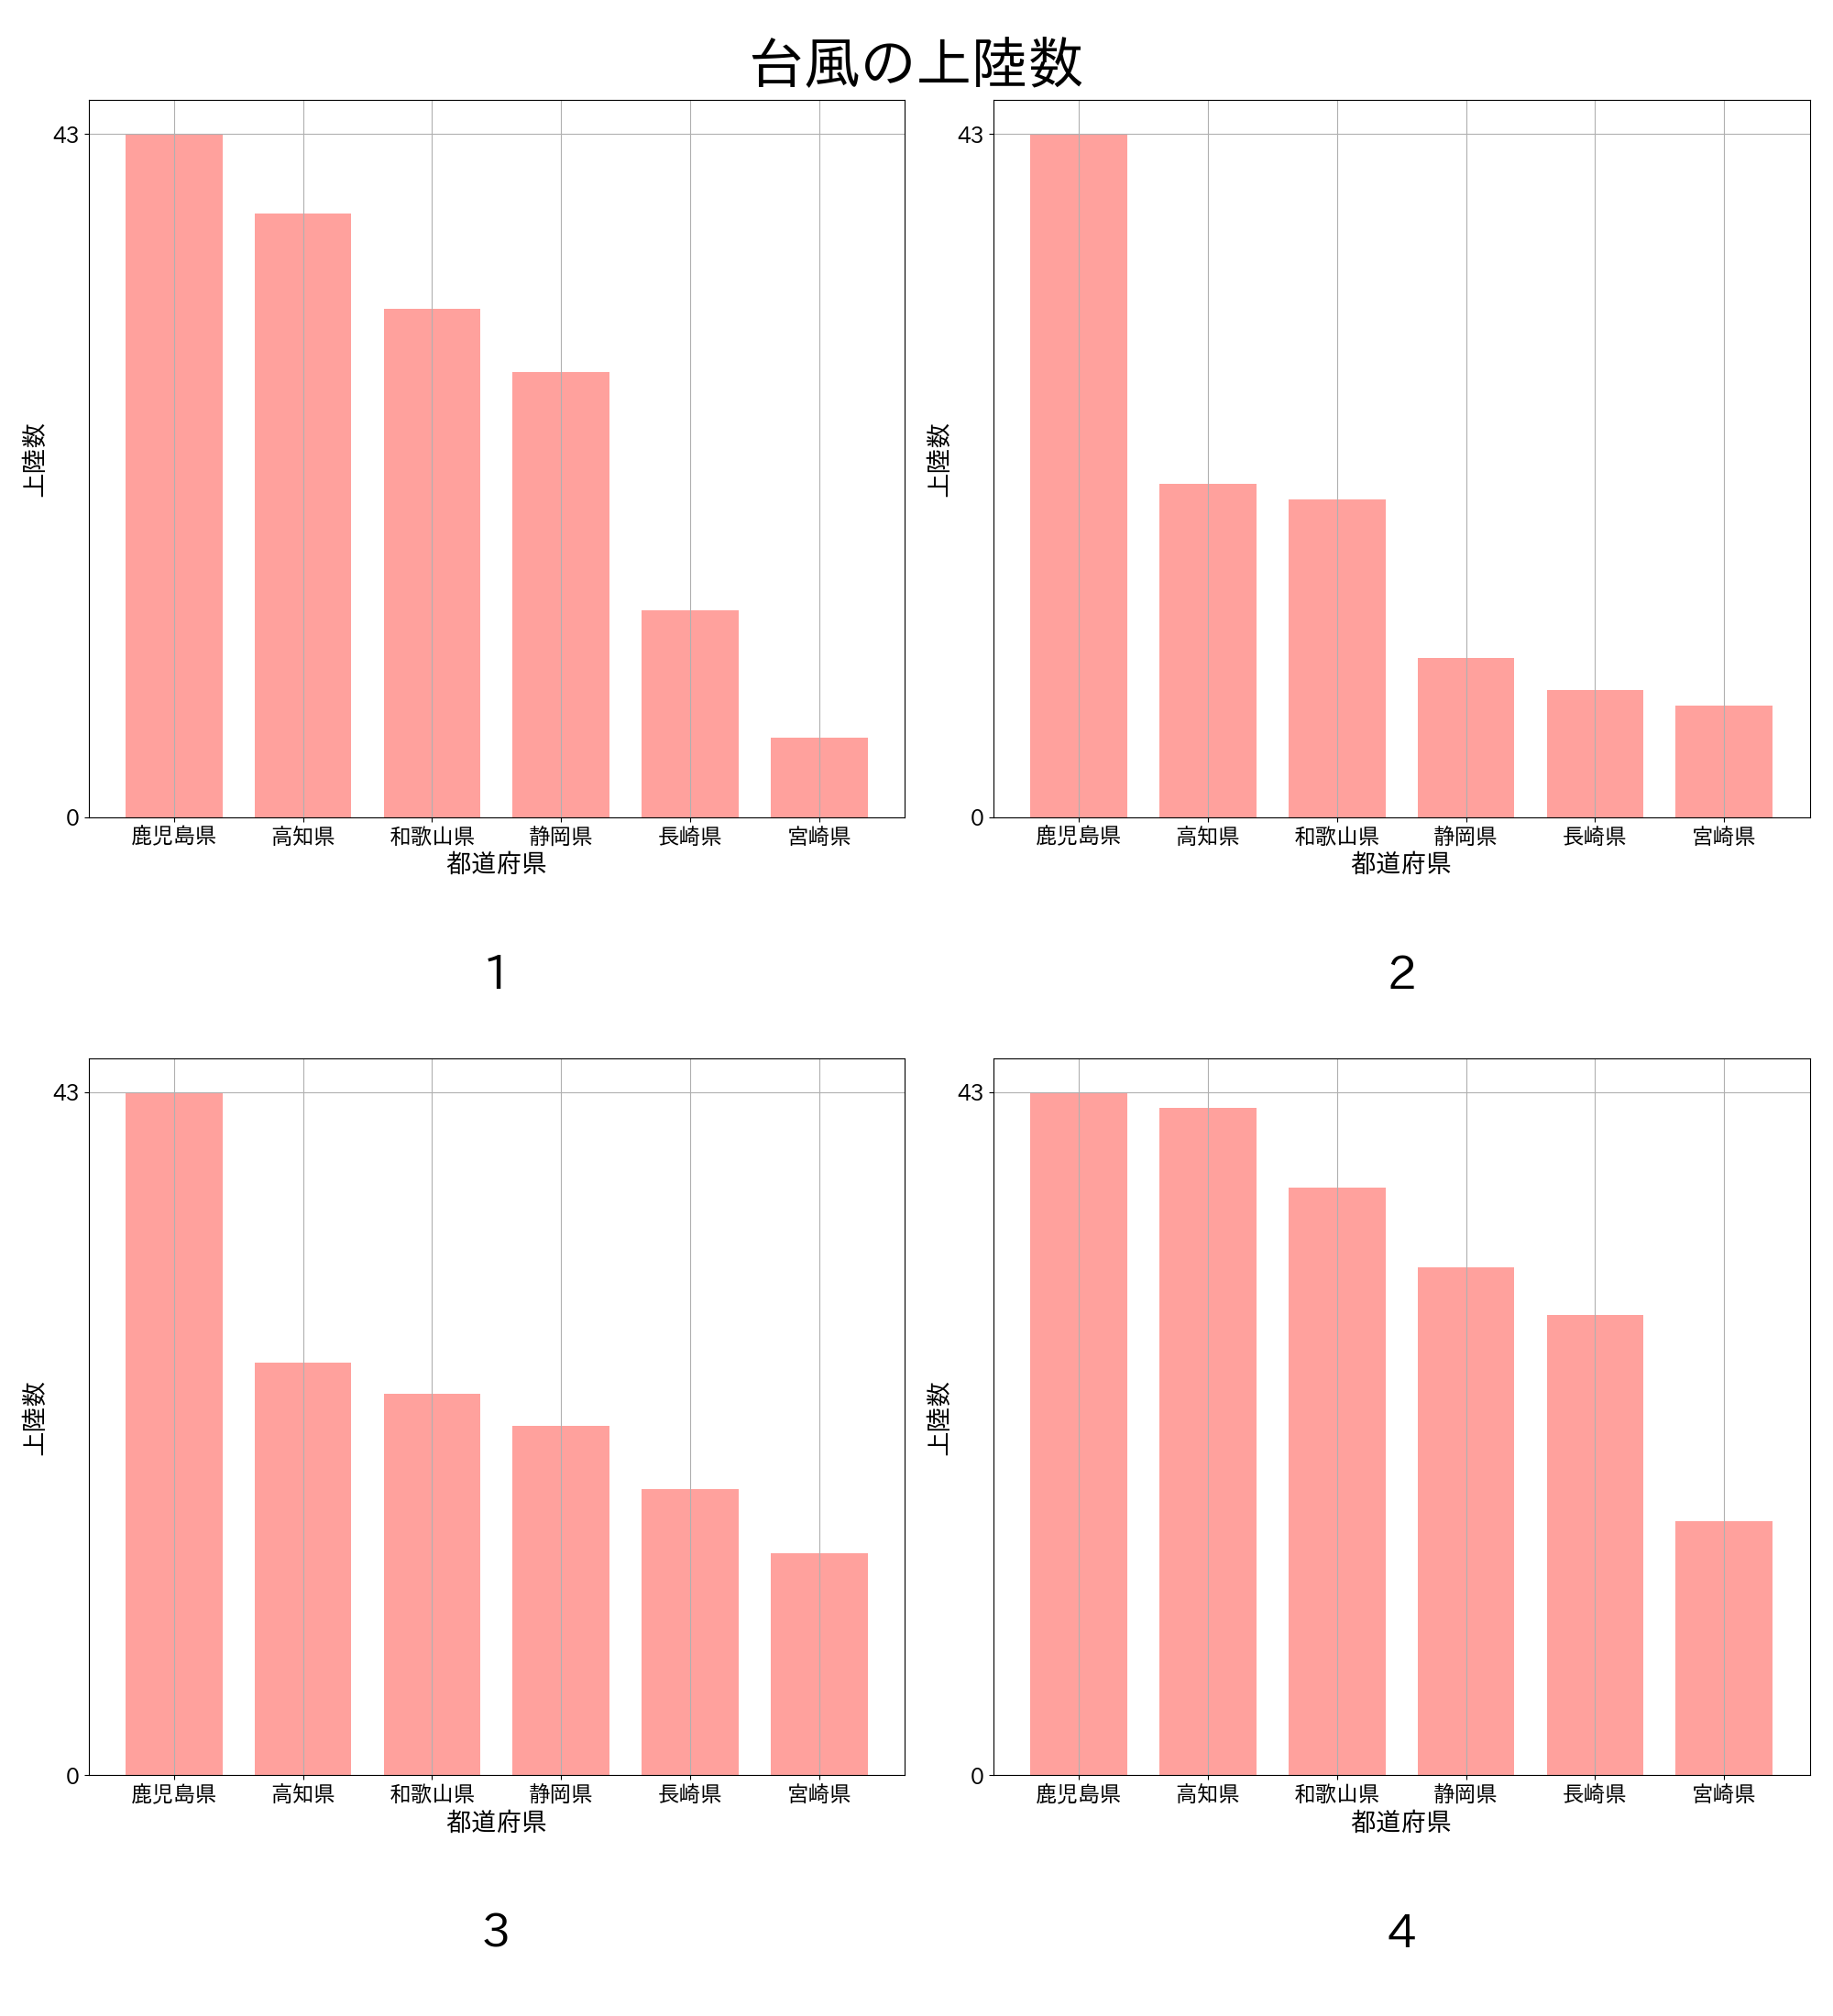 台風の上陸数
43
0
上陸数
鹿児島県 高知県 和歌山県 静岡県 長崎県 宮崎県
都道府県
1
43
0
上陸数
鹿児島県 高知県 和歌山県 静岡県 長崎県 宮崎県
都道府県
2
43
0
上陸数
鹿児島県 高知県 和歌山県 静岡県 長崎県 宮崎県
都道府県
3
43
0
上陸数
鹿児島県 高知県 和歌山県 静岡県 長崎県 宮崎県
都道府県
4